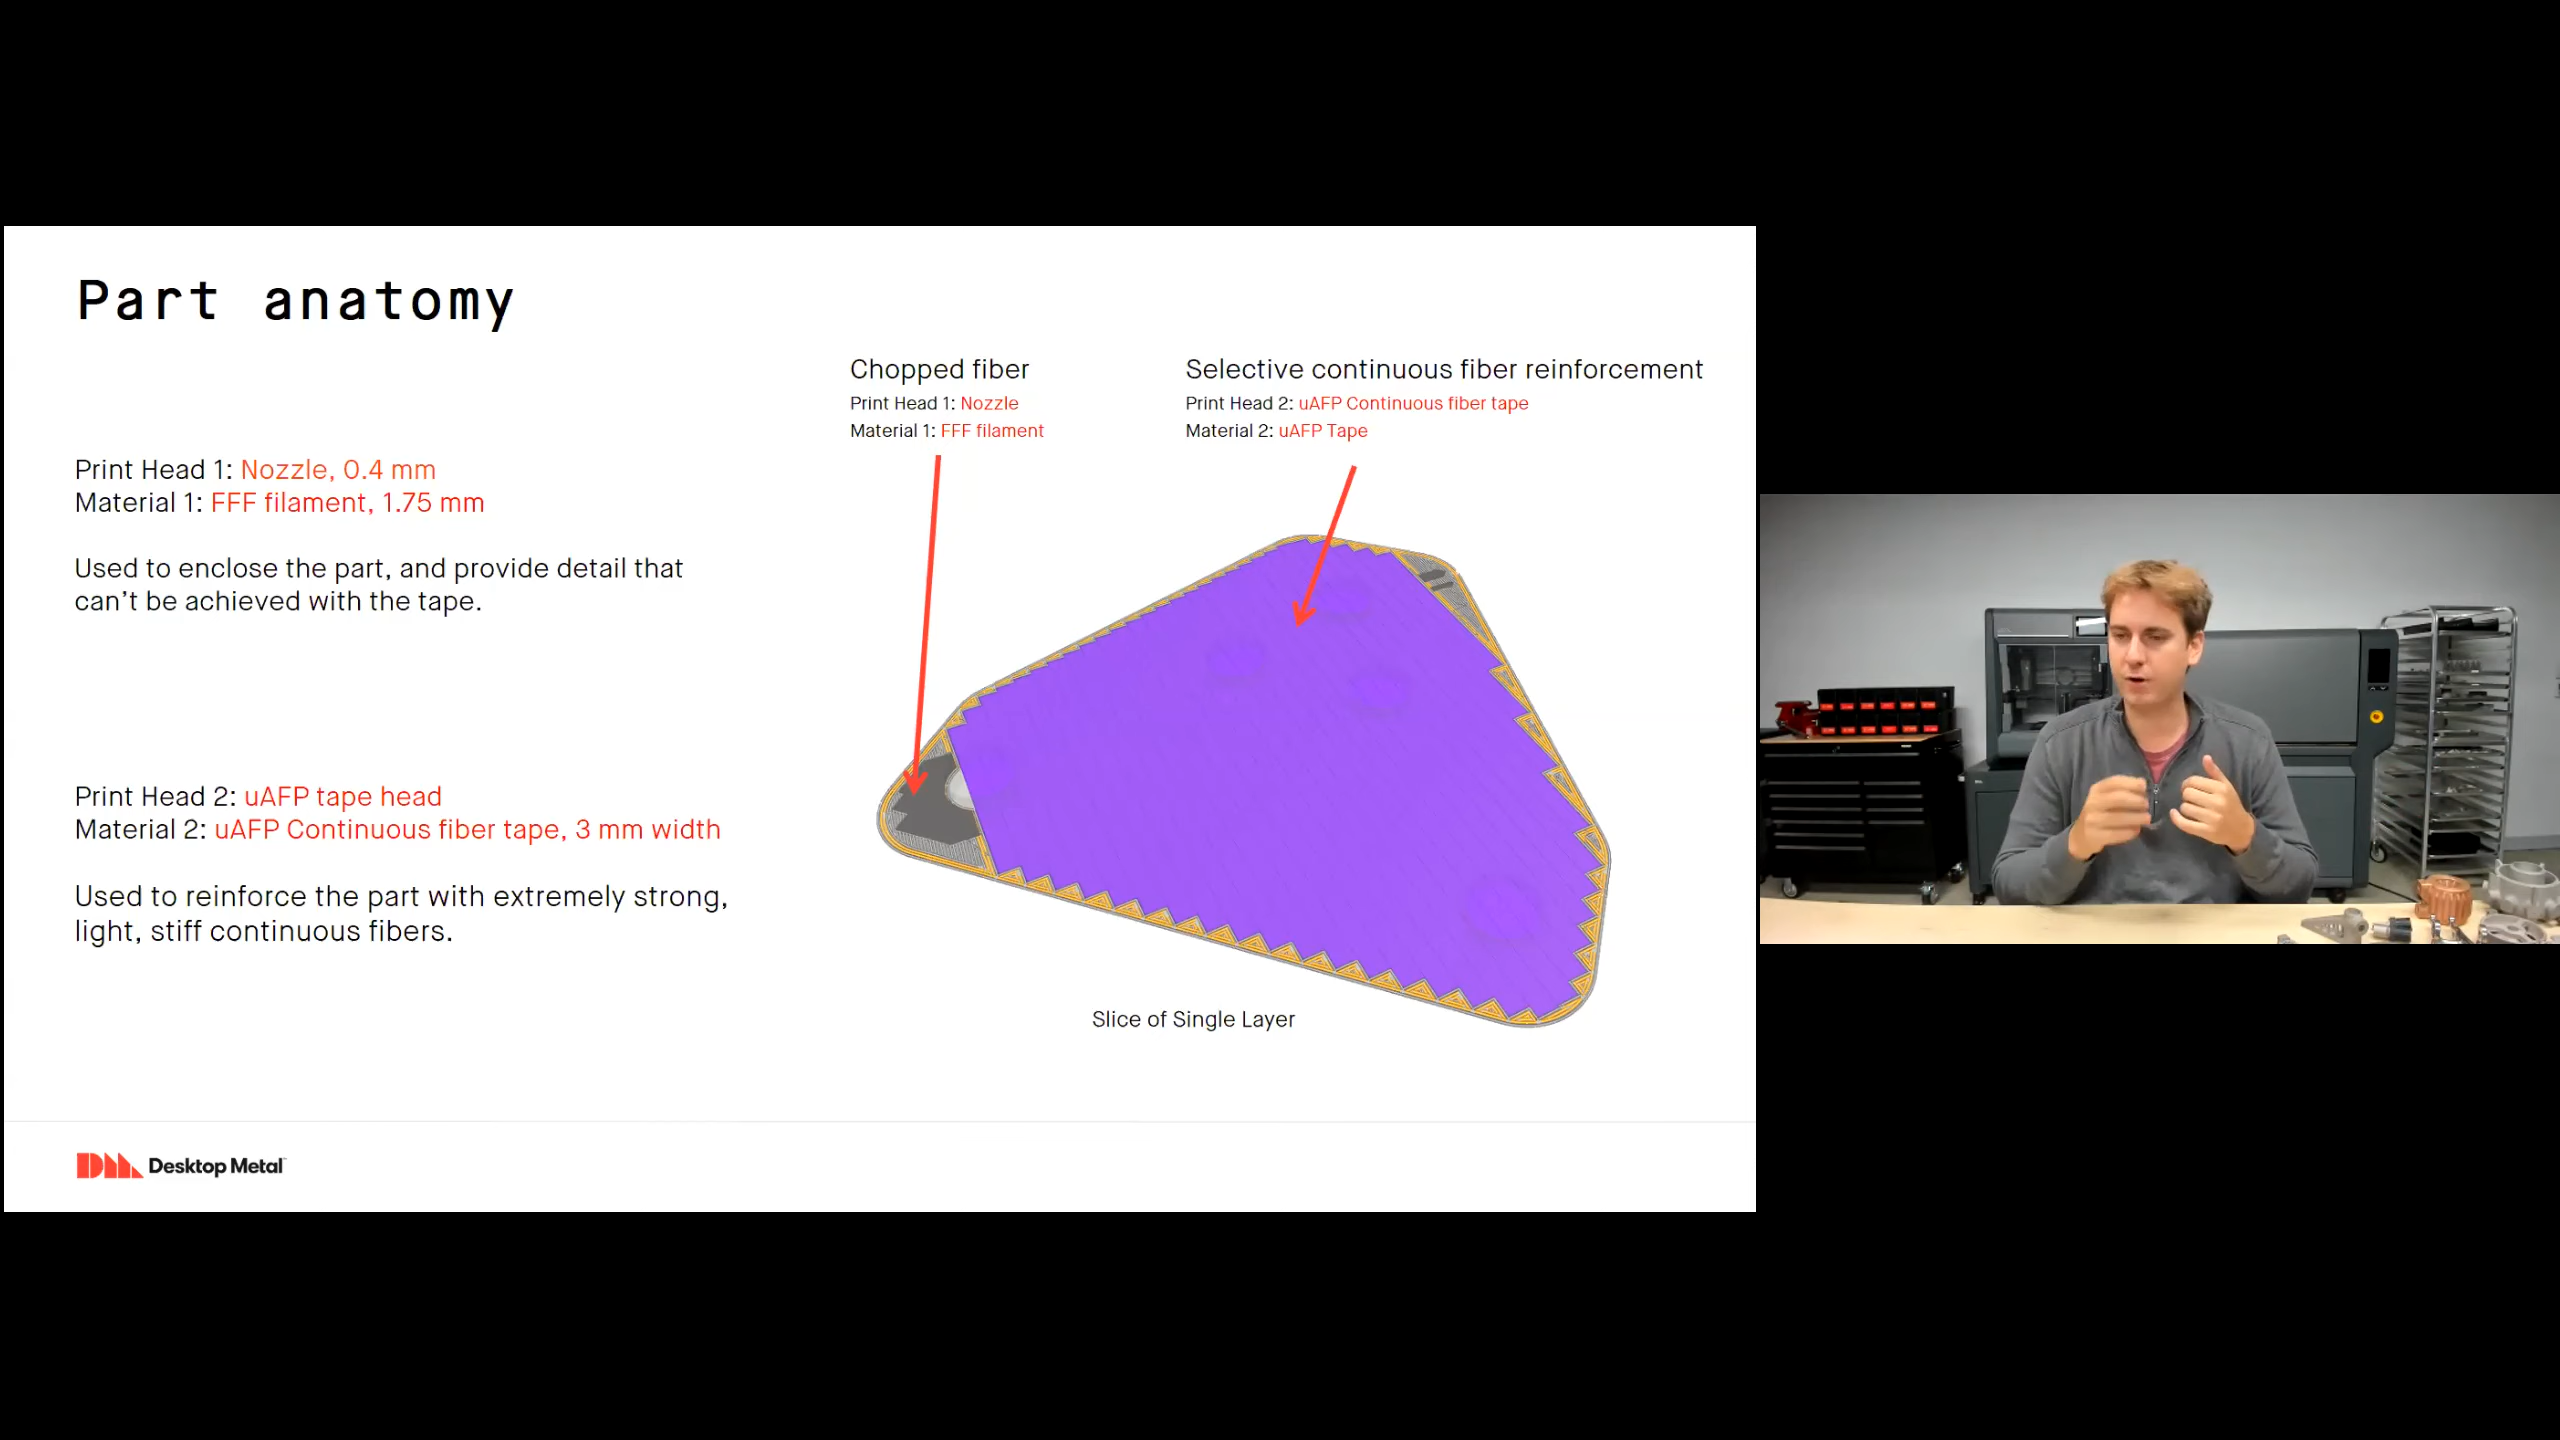 Part anatomy
Print Head 1: Nozzle, 0.4 mm
Material 1: FFF filament, 1.75 mm
Used to enclose the part, and provide detail that
can't be achieved with the tape.
Print Head 2: uAFP tape head
Material 2: uAFP Continuous fiber tape, 3 mm width
Used to reinforce the part with extremely strong,
light, stiff continuous fibers.
Chopped fiber
Print Head 1: Nozzle
Material 1: FFF filament
Selective continuous fiber reinforcement
Print Head 2: uAFP Continuous fiber tape
Material 2: uAFP Tape
Slice of Single Layer
DM Desktop Metal